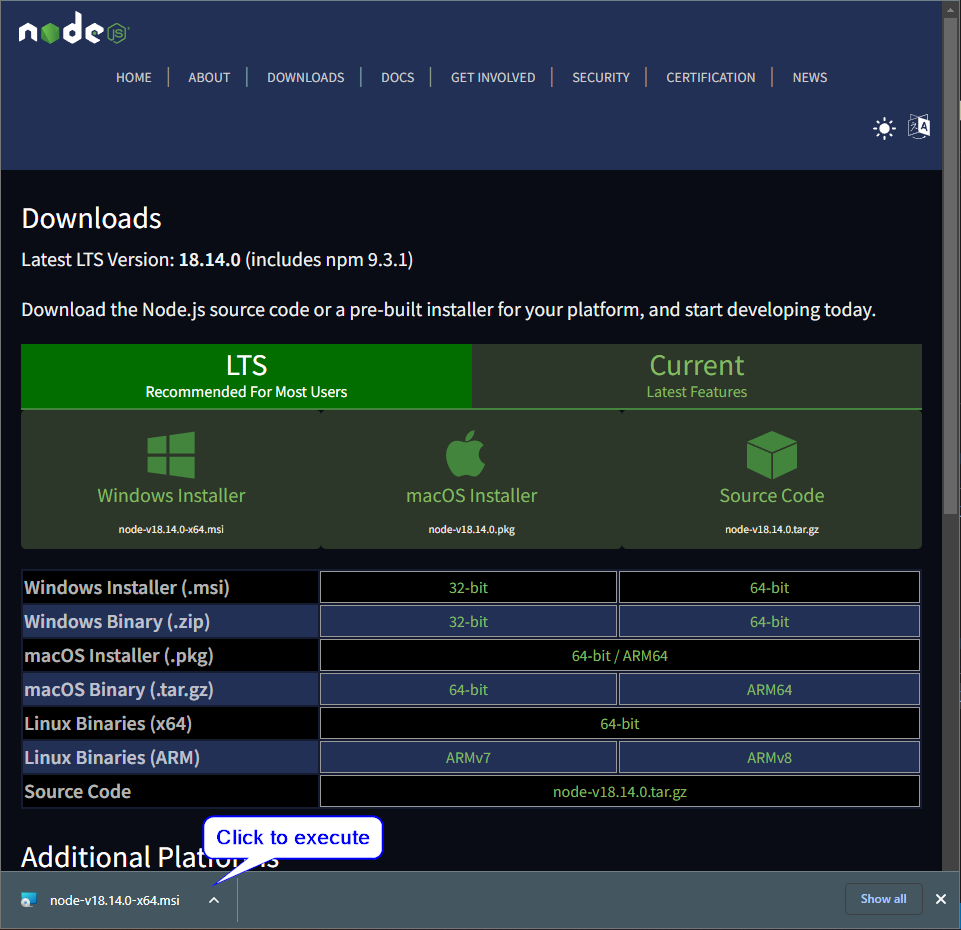 node JS
HOME ABOUT DOWNLOADS DOCS GET INVOLVED SECURITY CERTIFICATION NEWS
Downloads
Latest LTS Version: 18.14.0 (includes npm 9.3.1)
Download the Node.js source code or a pre-built installer for your platform, and start developing today.
LTS
Recommended For Most Users
Current
Latest Features
Windows Installer
node-v18.14.0-x64.msi
macOS Installer
node-v18.14.0.pkg
Source Code
node-v18.14.0.tar.gz
Windows Installer (.msi) 32-bit 64-bit
Windows Binary (.zip) 32-bit 64-bit
macOS Installer (.pkg) 64-bit / ARM64
macOS Binary (.tar.gz) 64-bit ARM64
Linux Binaries (x64) 64-bit
Linux Binaries (ARM) ARMv7 ARMv8
Source Code node-v18.14.0.tar.gz
Click to execute
Additional Platforms
node-v18.14.0-x64.msi
Show all